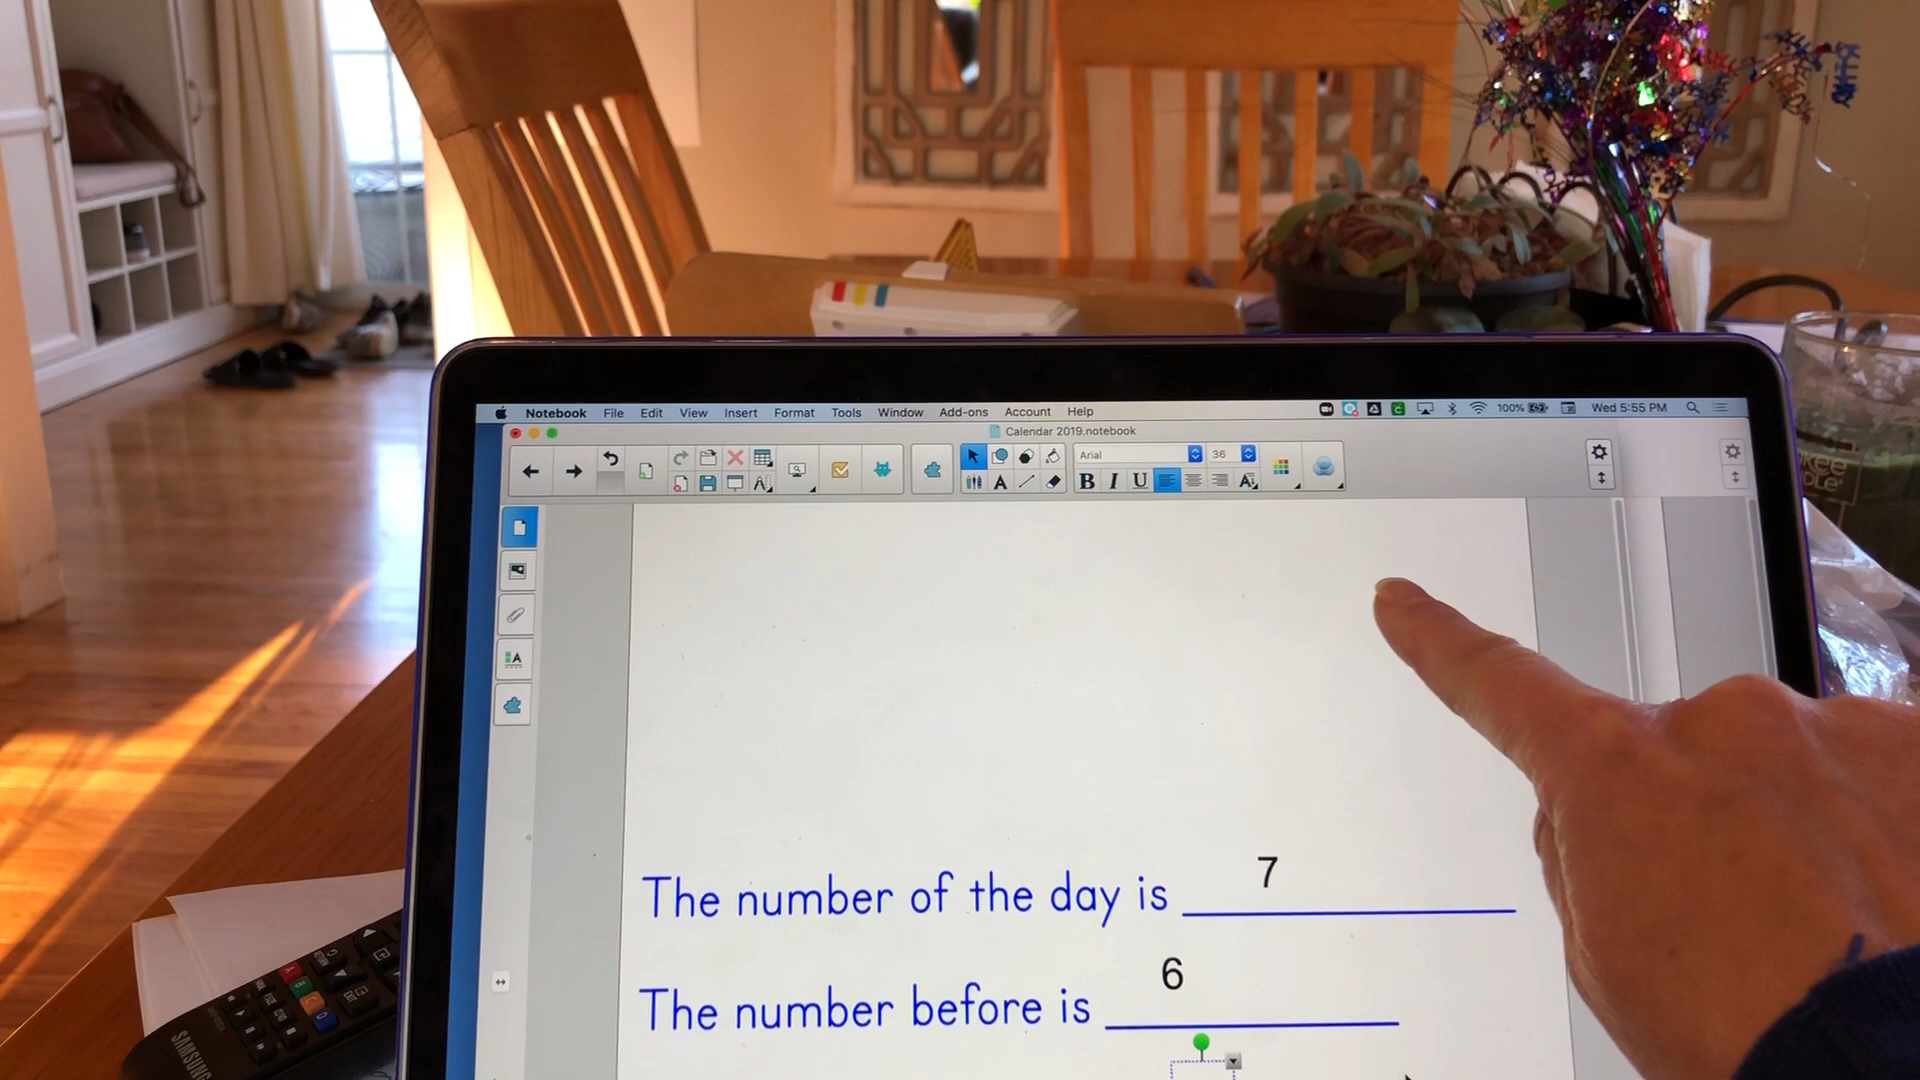 Notebook File Edit View Insert Format Tools Window Add-ons Account Help 100% Wed 5:55 PM
Calendar 2019.notebook
Arial 36
B I U
The number of the day is 7
The number before is 6
SAMSUNG